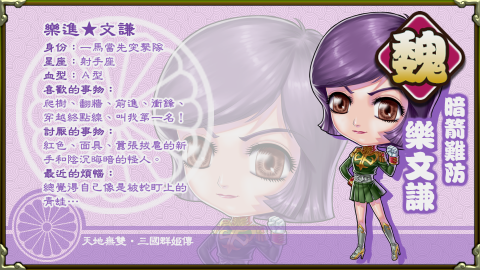 樂進★文謙
身份：一馬當先突擊隊
星座：射手座
血型：A型
喜歡的事物：
爬樹、翻牆、前進、衝鋒、
穿越終點線、叫我第一名！
討厭的事物：
紅色、面具、囂張拔扈的新
手和陰沉晦暗的怪人。
最近的煩惱：
總覺得自己像是被蛇盯上的
青蛙…
天地無雙·三國群姬傳
魏
暗箭難防
樂文謙